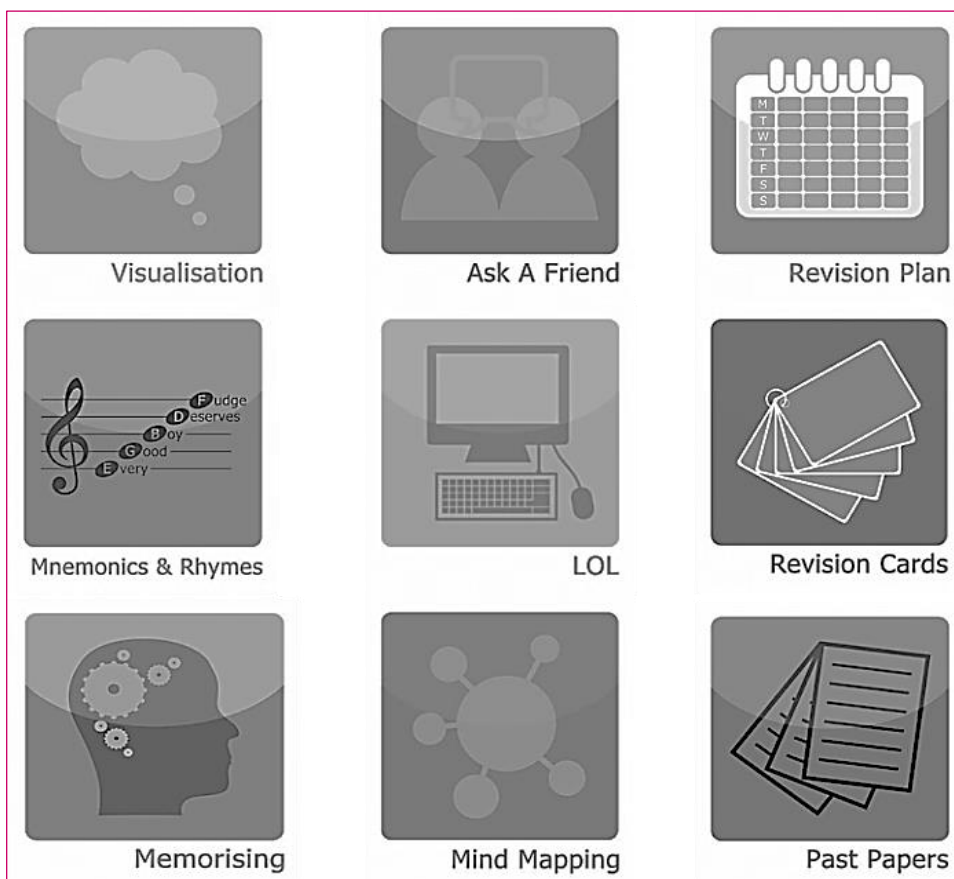 Visualisation
Ask A Friend
M
T
W
T
F
S
S
Revision Plan
Fudge
Deserves
Boy
Good
Every
Mnemonics & Rhymes
LOL
Revision Cards
Memorising
Mind Mapping
Past Papers